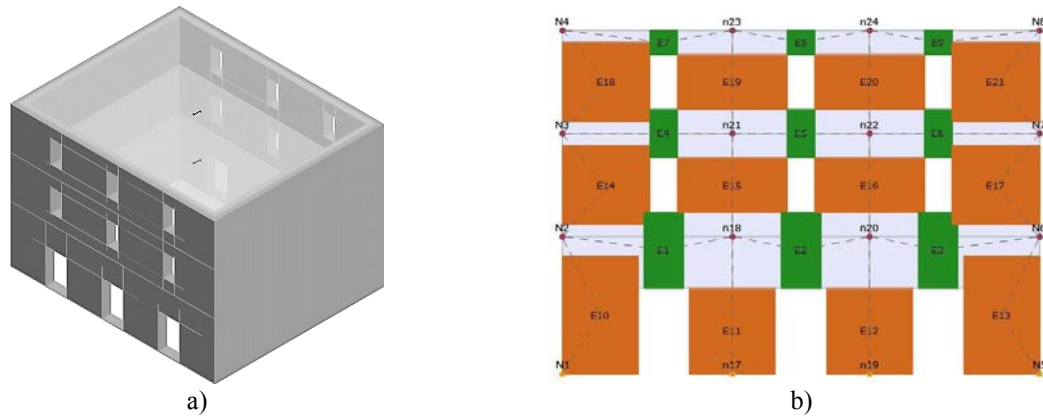 N4 n23 n24 N8
E7 E8 E9
E18 E19 E20 E21
N3 n21 n22 N7
E4 E5 E6
E14 E15 E16 E17
N2 n18 n20 N6
E1 E2 E3
E10 E11 E12 E13
N1 n17 n19 N5
a) b)